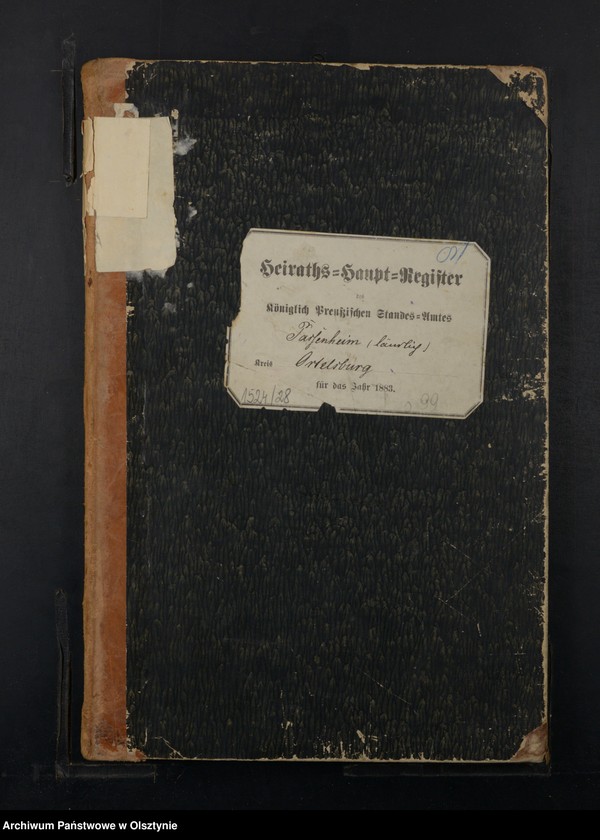 Heiraths=Haupt=Register
des
Königlich Preußischen Standes=Amtes
Passenheim (ländlich)
Kreis Ortelsburg
für das Jahr 1883.
1524/28
99
Archiwum Państwowe w Olsztynie